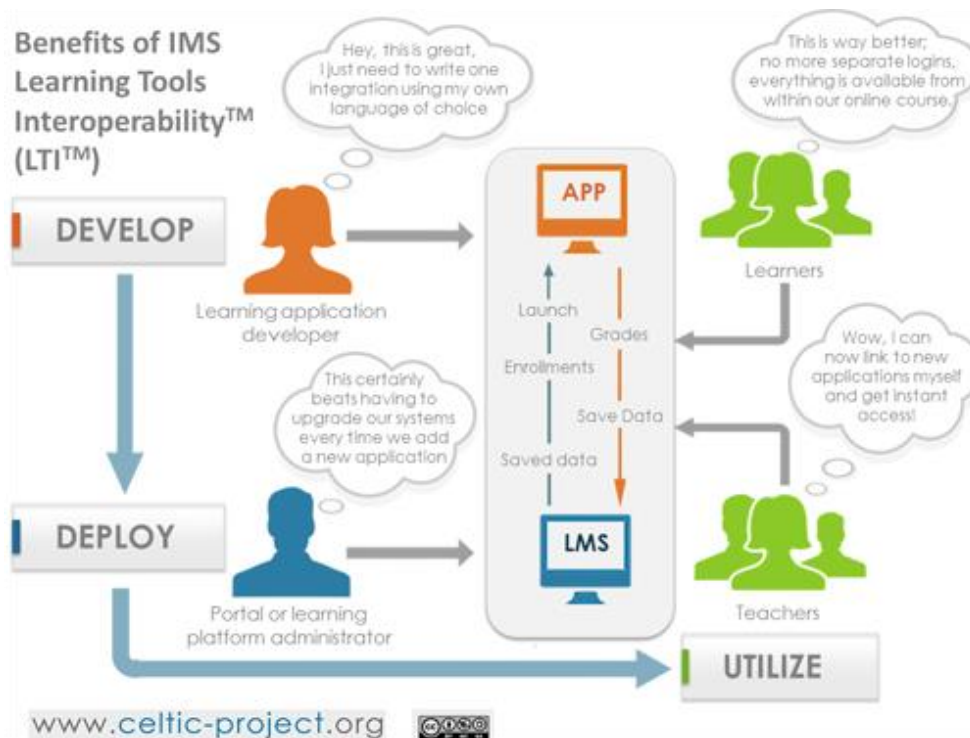 Benefits of IMS
Learning Tools
Interoperability™
(LTI™)
Hey, this is great,
I just need to write one
integration using my own
language of choice
This is way better;
no more separate logins,
everything is available from
within our online course.
DEVELOP
Learning application
developer
APP
Learners
Launch
Grades
Enrollments
Save Data
Saved data
LMS
Wow, I can
now link to new
applications myself
and get instant
access!
This certainly
beats having to
upgrade our systems
every time we add
a new application
DEPLOY
Portal or learning
platform administrator
Teachers
UTILIZE
www.celtic-project.org